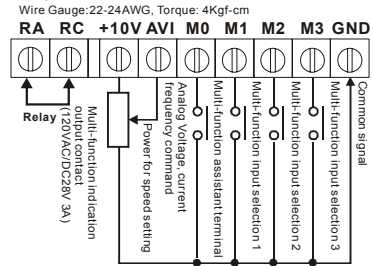 Wire Gauge:22-24AWG, Torque: 4Kgf-cm
RA RC +10V AVI M0 M1 M2 M3 GND
Relay
Multi-function indication
output contact
(120VAC/DC28V 3A)
Power for speed setting
Analog Voltage, current
frequency command
Multi-function assistant terminal
Multi-function input selection 1
Multi-function input selection 2
Multi-function input selection 3
Common signal